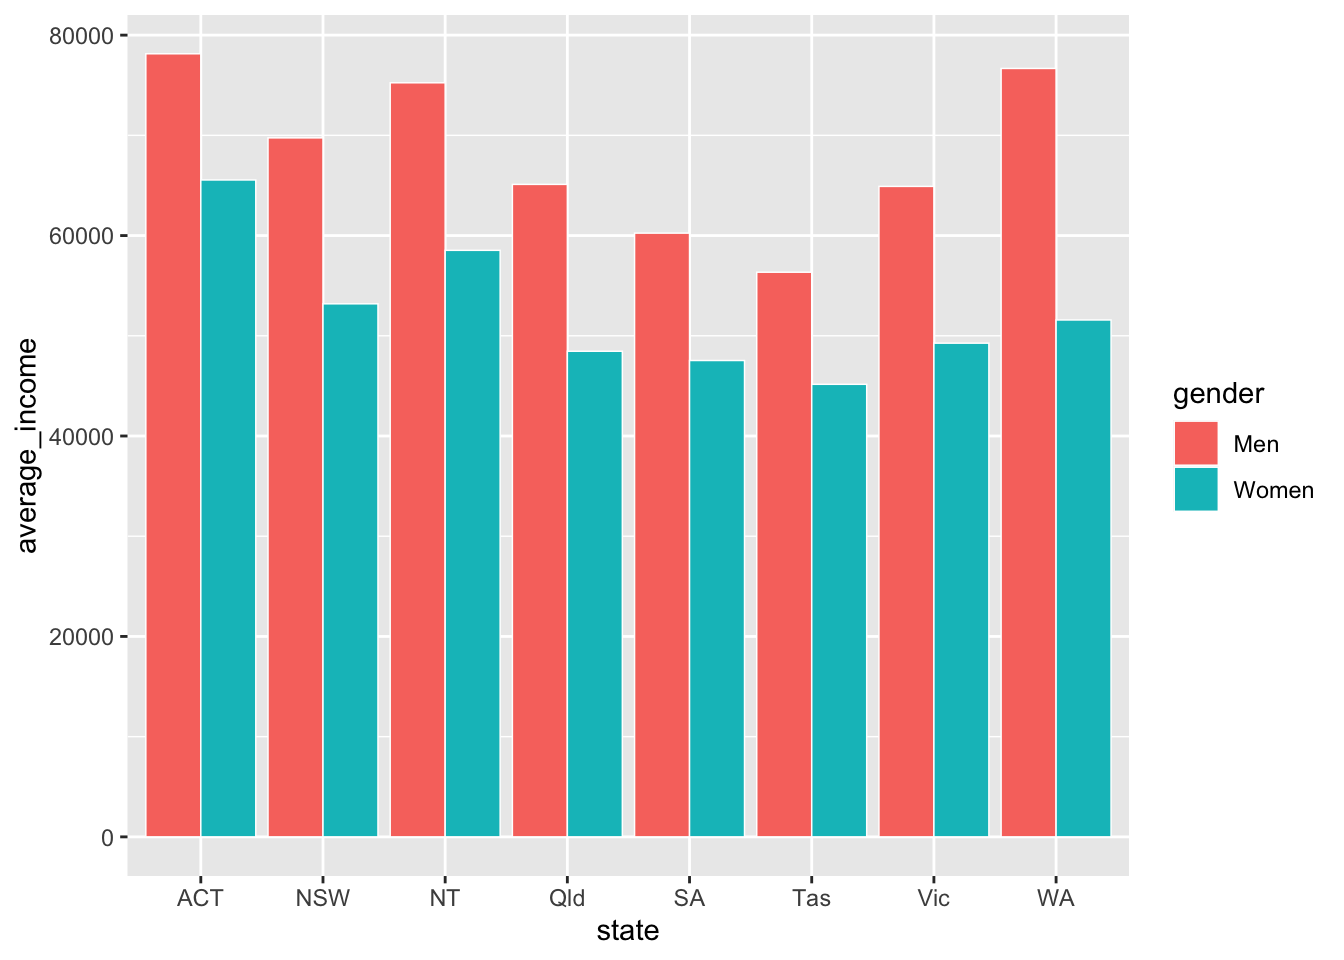 average_income
80000
60000
40000
20000
0
ACT NSW NT Qld SA Tas Vic WA
state
gender
Men
Women